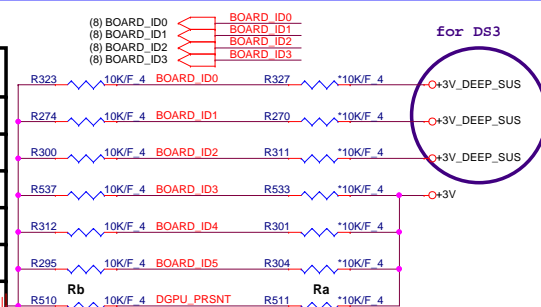 (8) BOARD_ID0 BOARD_ID0
(8) BOARD_ID1 BOARD_ID1
(8) BOARD_ID2 BOARD_ID2
(8) BOARD_ID3 BOARD_ID3
for DS3
R323 10K/F_4 BOARD_ID0 R327 *10K/F_4 +3V_DEEP_SUS
R274 10K/F_4 BOARD_ID1 R270 *10K/F_4 +3V_DEEP_SUS
R300 10K/F_4 BOARD_ID2 R311 *10K/F_4 +3V_DEEP_SUS
R537 10K/F_4 BOARD_ID3 R533 *10K/F_4 +3V
R312 10K/F_4 BOARD_ID4 R301 *10K/F_4
R295 10K/F_4 BOARD_ID5 R304 *10K/F_4
Rb Ra
R510 10K/F_4 DGPU_PRSNT R511 *10K/F_4